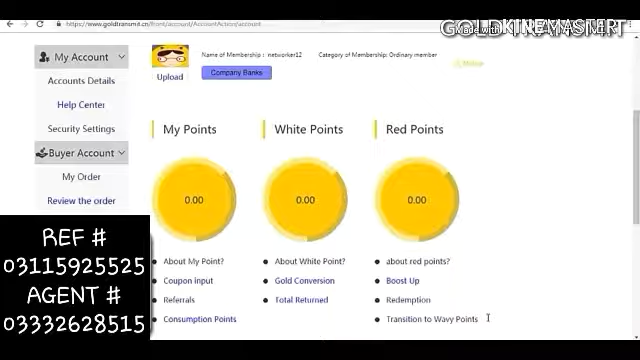 https://www.goldtransmit.cn/front/account/AccountAction/account
GOLD
KINEMASTER
My Account
Accounts Details
Help Center
Security Settings
Buyer Account
My Order
Review the order
Upload
Name of Membership : networker12
Category of Membership: Ordinary member
Company Banks
My Points
White Points
Red Points
0.00
0.00
0.00
About My Point?
Coupon input
Referrals
Consumption Points
About White Point?
Gold Conversion
Total Returned
about red points?
Boost Up
Redemption
Transition to Wavy Points
REF #
03115925525
AGENT #
03332628515